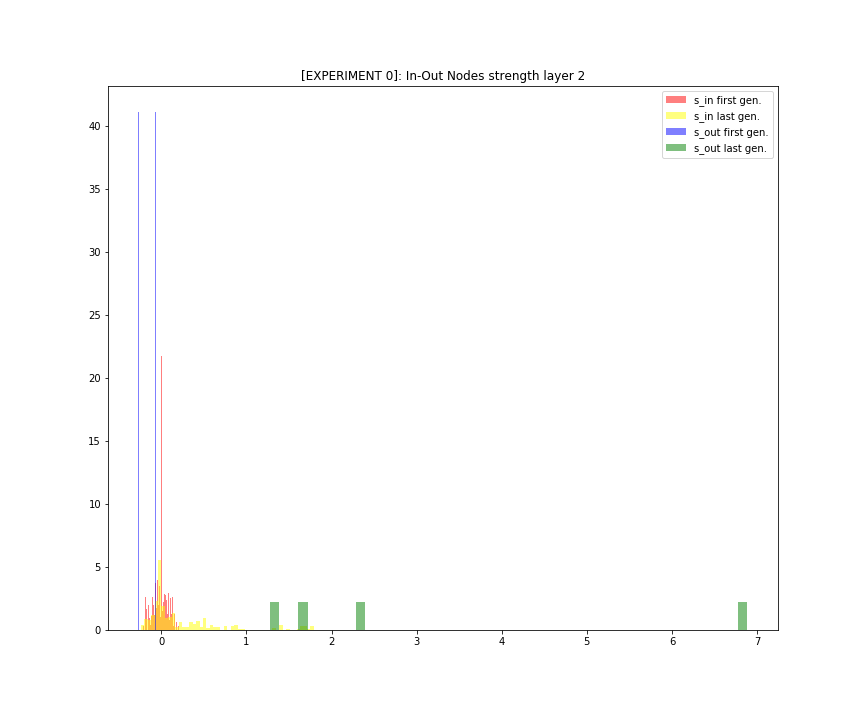 [EXPERIMENT 0]: In-Out Nodes strength layer 2
s_in first gen.
s_in last gen.
s_out first gen.
s_out last gen.
40
35
30
25
20
15
10
5
0
0 1 2 3 4 5 6 7